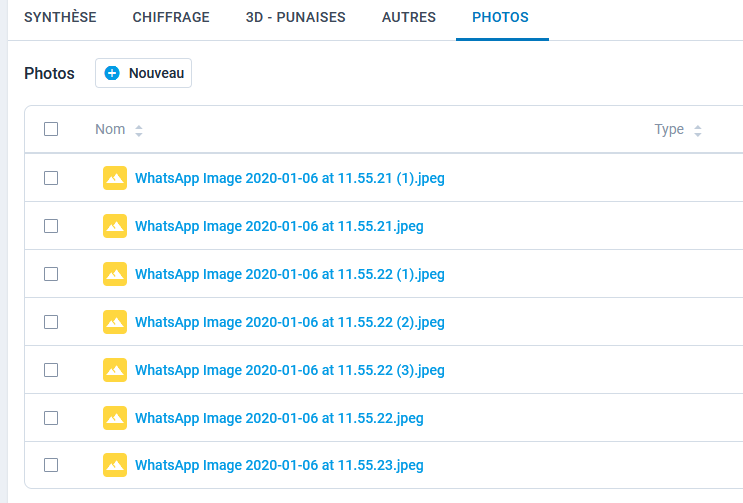 SYNTHÈSE CHIFFRAGE 3D - PUNAISES AUTRES PHOTOS
Photos Nouveau
Nom Type
WhatsApp Image 2020-01-06 at 11.55.21 (1).jpeg
WhatsApp Image 2020-01-06 at 11.55.21.jpeg
WhatsApp Image 2020-01-06 at 11.55.22 (1).jpeg
WhatsApp Image 2020-01-06 at 11.55.22 (2).jpeg
WhatsApp Image 2020-01-06 at 11.55.22 (3).jpeg
WhatsApp Image 2020-01-06 at 11.55.22.jpeg
WhatsApp Image 2020-01-06 at 11.55.23.jpeg